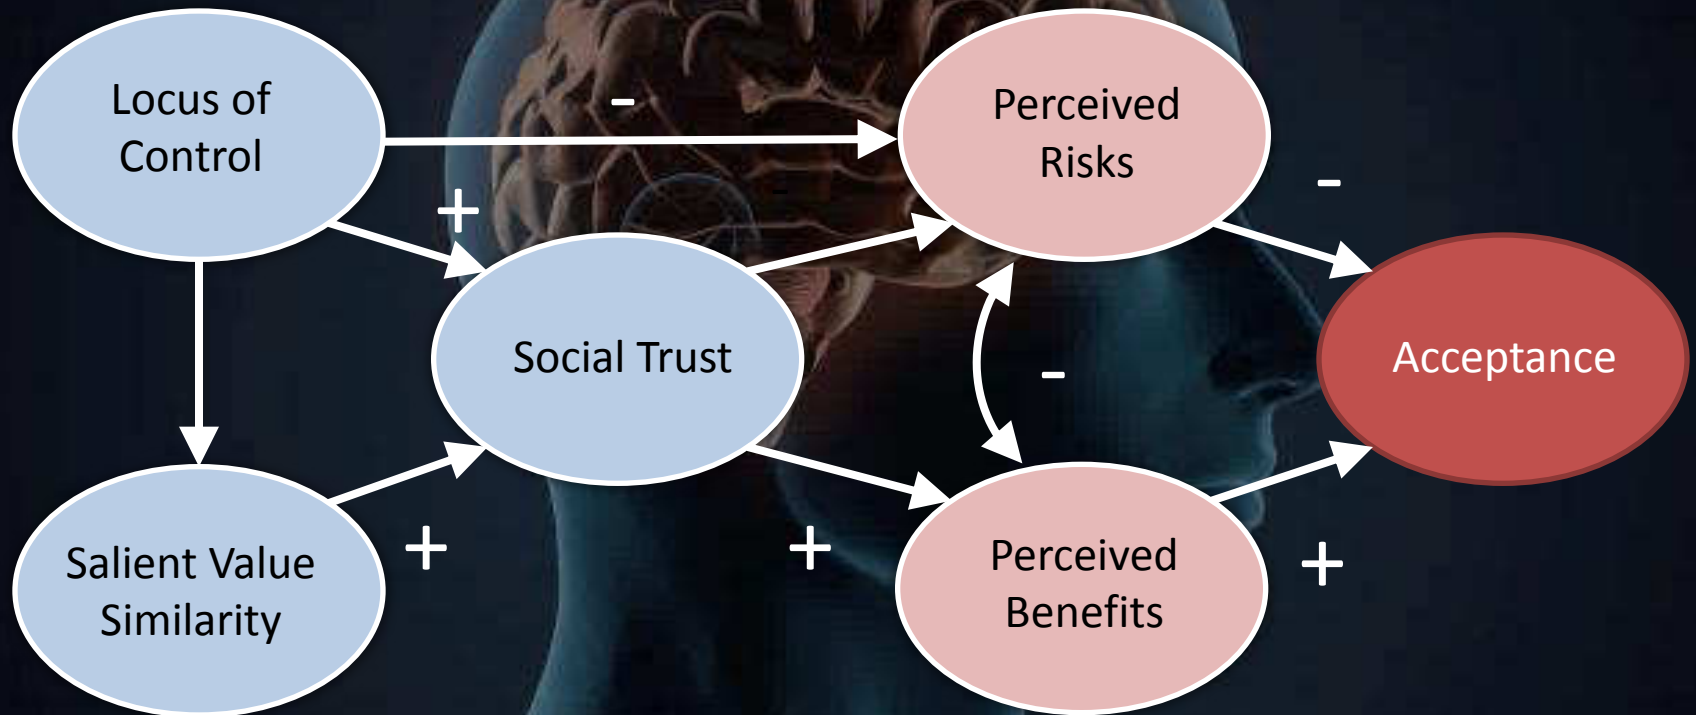 Locus of
Control
-
Perceived
Risks
-
+
Social Trust
-
Acceptance
Salient Value
Similarity
+
+
Perceived
Benefits
+